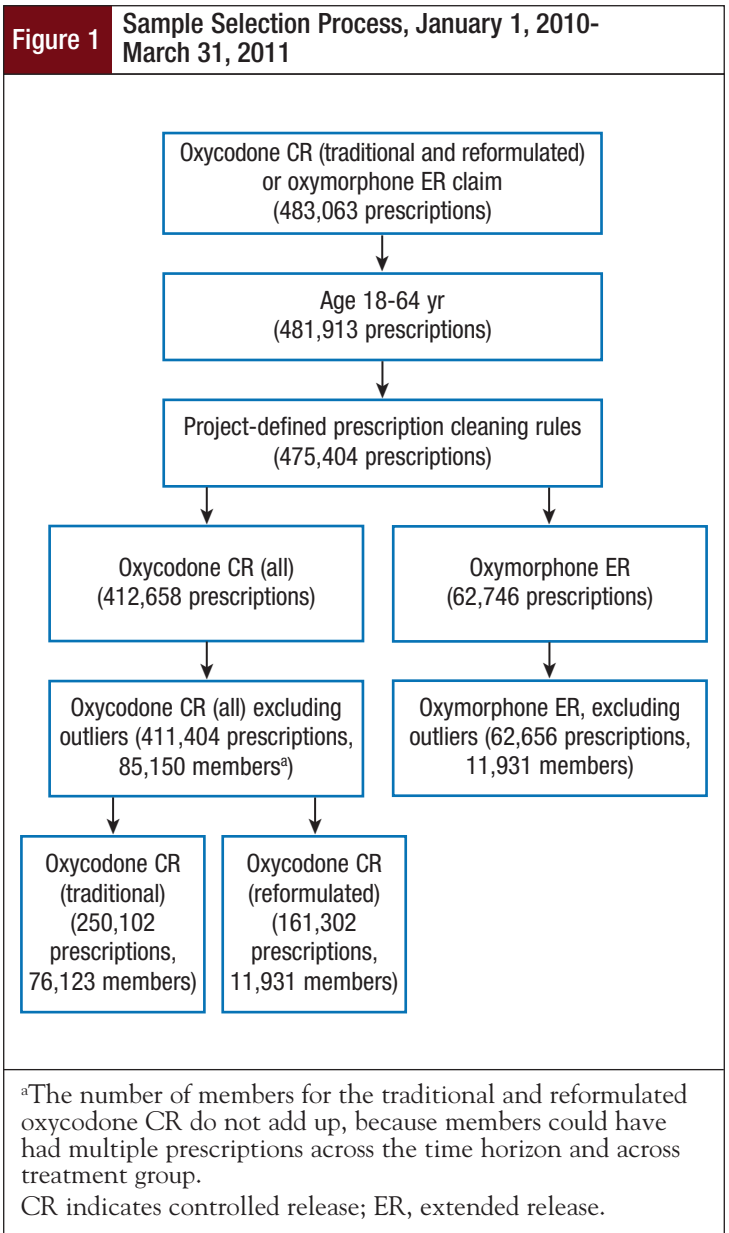 Figure 1
Sample Selection Process, January 1, 2010-
March 31, 2011
Oxycodone CR (traditional and reformulated)
or oxymorphone ER claim
(483,063 prescriptions)
Age 18-64 yr
(481,913 prescriptions)
Project-defined prescription cleaning rules
(475,404 prescriptions)
Oxycodone CR (all)
(412,658 prescriptions)
Oxymorphone ER
(62,746 prescriptions)
Oxycodone CR (all) excluding
outliers (411,404 prescriptions,
85,150 membersᵃ)
Oxymorphone ER, excluding
outliers (62,656 prescriptions,
11,931 members)
Oxycodone CR
(traditional)
(250,102
prescriptions,
76,123 members)
Oxycodone CR
(reformulated)
(161,302
prescriptions,
11,931 members)
ᵃThe number of members for the traditional and reformulated
oxycodone CR do not add up, because members could have
had multiple prescriptions across the time horizon and across
treatment group.
CR indicates controlled release; ER, extended release.